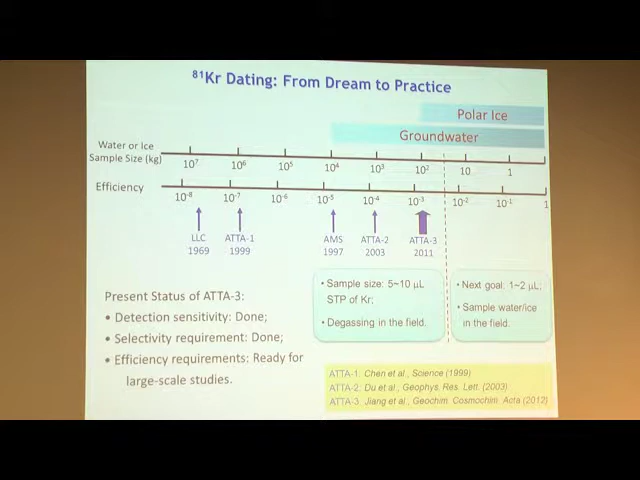 ⁸¹Kr Dating: From Dream to Practice
Polar Ice
Groundwater
Water or Ice
Sample Size (kg)
10⁷ 10⁶ 10⁵ 10⁴ 10³ 10² 10 1
Efficiency
10⁻⁸ 10⁻⁷ 10⁻⁶ 10⁻⁵ 10⁻⁴ 10⁻³ 10⁻² 10⁻¹ 1
LLC ATTA-1 AMS ATTA-2 ATTA-3
1969 1999 1997 2003 2011
Present Status of ATTA-3:
• Detection sensitivity: Done;
• Selectivity requirement: Done;
• Efficiency requirements: Ready for
large-scale studies.
• Sample size: 5~10 μL
STP of Kr;
• Degassing in the field.
• Next goal: 1~2 μL;
• Sample water/ice
in the field.
ATTA-1: Chen et al., Science (1999)
ATTA-2: Du et al., Geophys. Res. Lett. (2003)
ATTA-3: Jiang et al., Geochim. Cosmochim. Acta (2012)